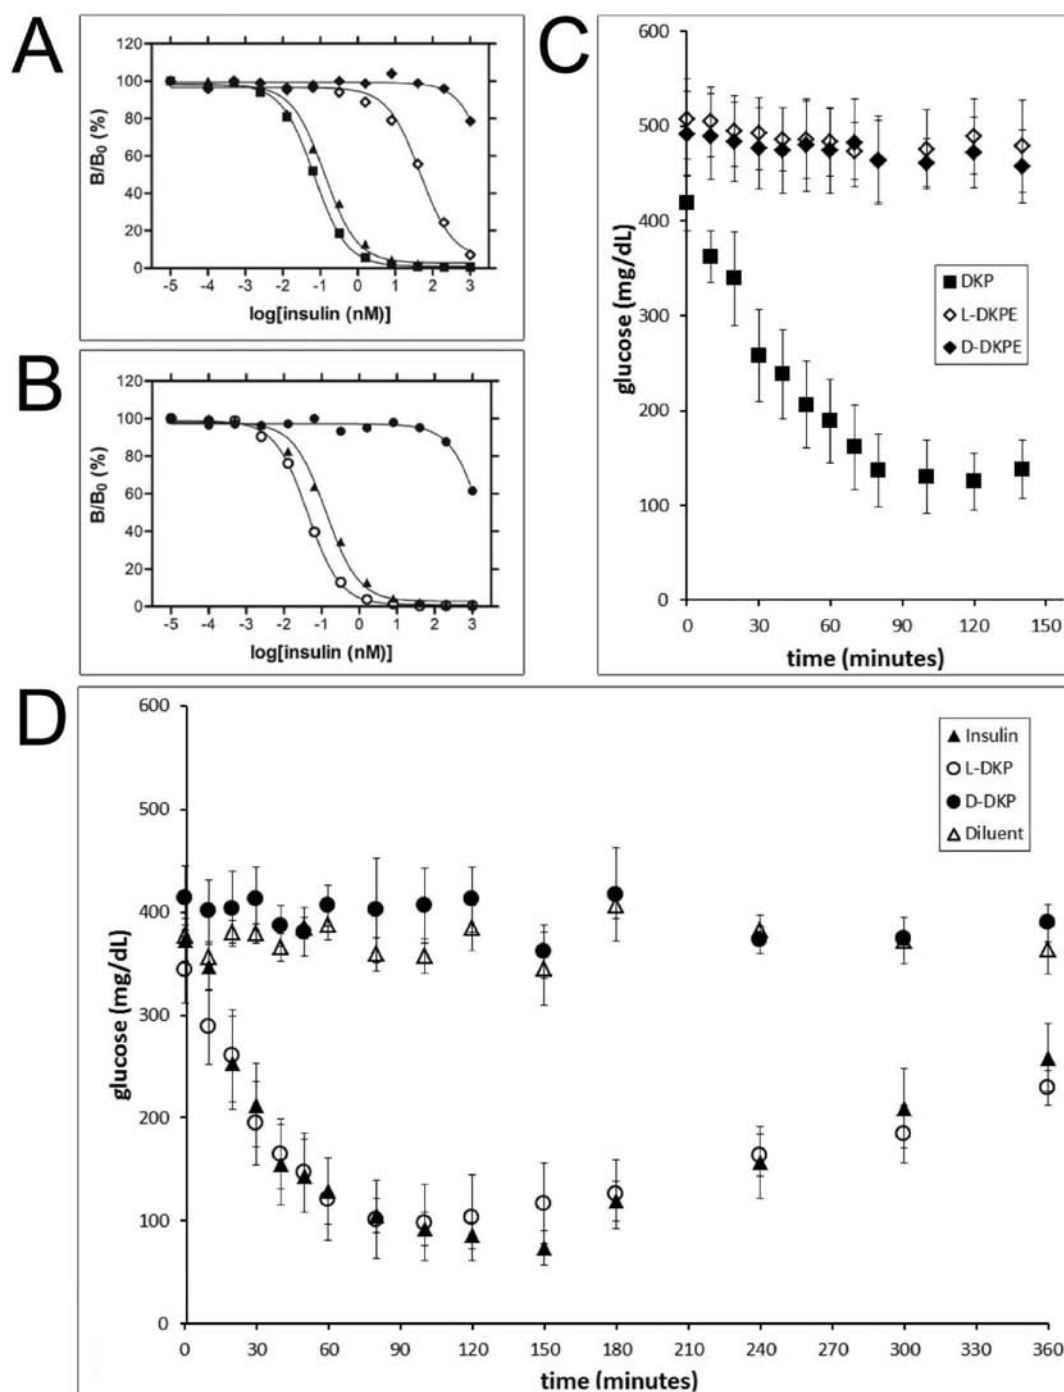 A
120
100
80
60
40
20
0
B/B0 (%)
-5 -4 -3 -2 -1 0 1 2 3
log[insulin (nM)]
B
120
100
80
60
40
20
0
B/B0 (%)
-5 -4 -3 -2 -1 0 1 2 3
log[insulin (nM)]
C
600
500
400
300
200
100
0
glucose (mg/dL)
DKP
L-DKPE
D-DKPE
0 30 60 90 120 150
time (minutes)
D
600
500
400
300
200
100
0
glucose (mg/dL)
Insulin
L-DKP
D-DKP
Diluent
0 30 60 90 120 150 180 210 240 270 300 330 360
time (minutes)